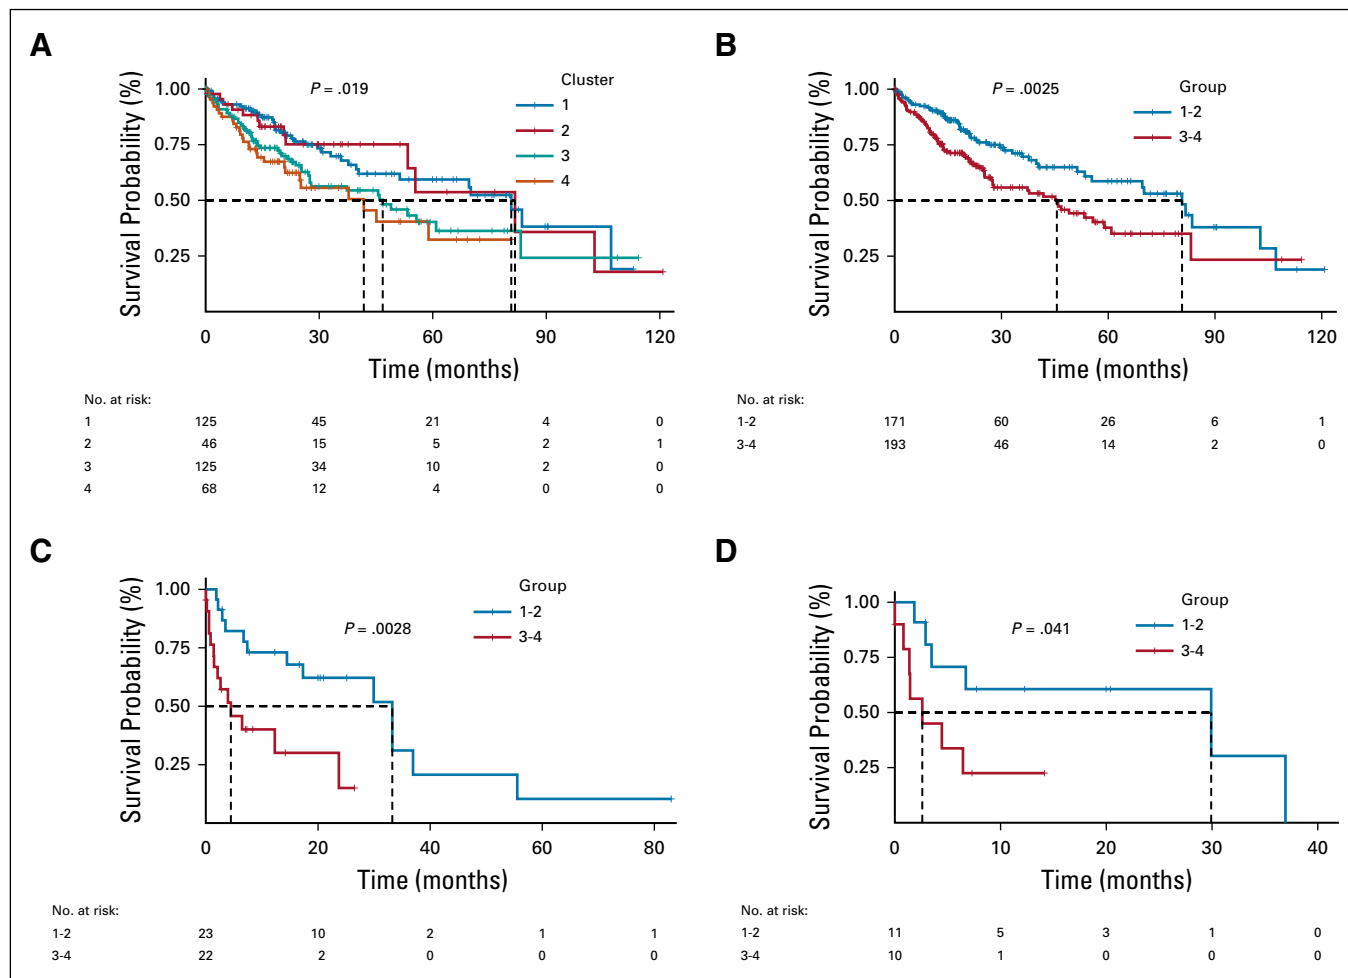 A
Survival Probability (%)
1.00
0.75
0.50
0.25
P = .019
Cluster
1
2
3
4
0 30 60 90 120
Time (months)
No. at risk:
1 125 45 21 4 0
2 46 15 5 2 1
3 125 34 10 2 0
4 68 12 4 0 0
B
Survival Probability (%)
1.00
0.75
0.50
0.25
P = .0025
Group
1-2
3-4
0 30 60 90 120
Time (months)
No. at risk:
1-2 171 60 26 6 1
3-4 193 46 14 2 0
C
Survival Probability (%)
1.00
0.75
0.50
0.25
P = .0028
Group
1-2
3-4
0 20 40 60 80
Time (months)
No. at risk:
1-2 23 10 2 1 1
3-4 22 2 0 0 0
D
Survival Probability (%)
1.00
0.75
0.50
0.25
P = .041
Group
1-2
3-4
0 10 20 30 40
Time (months)
No. at risk:
1-2 11 5 3 1 0
3-4 10 1 0 0 0